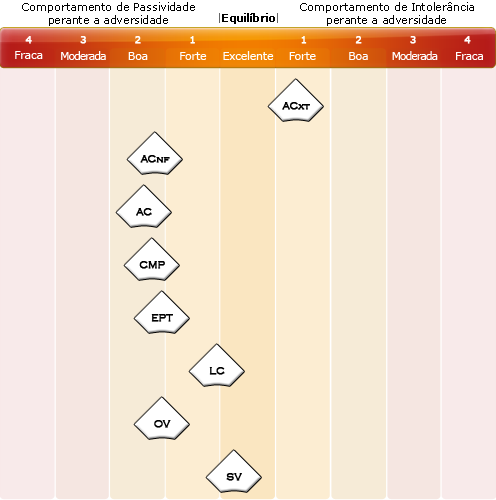 Comportamento de Passividade
perante a adversidade
|Equilíbrio|
Comportamento de Intolerância
perante a adversidade
4 3 2 1 1 2 3 4
Fraca Moderada Boa Forte Excelente Forte Boa Moderada Fraca
ACXT
ACNF
AC
CMP
EPT
LC
OV
SV